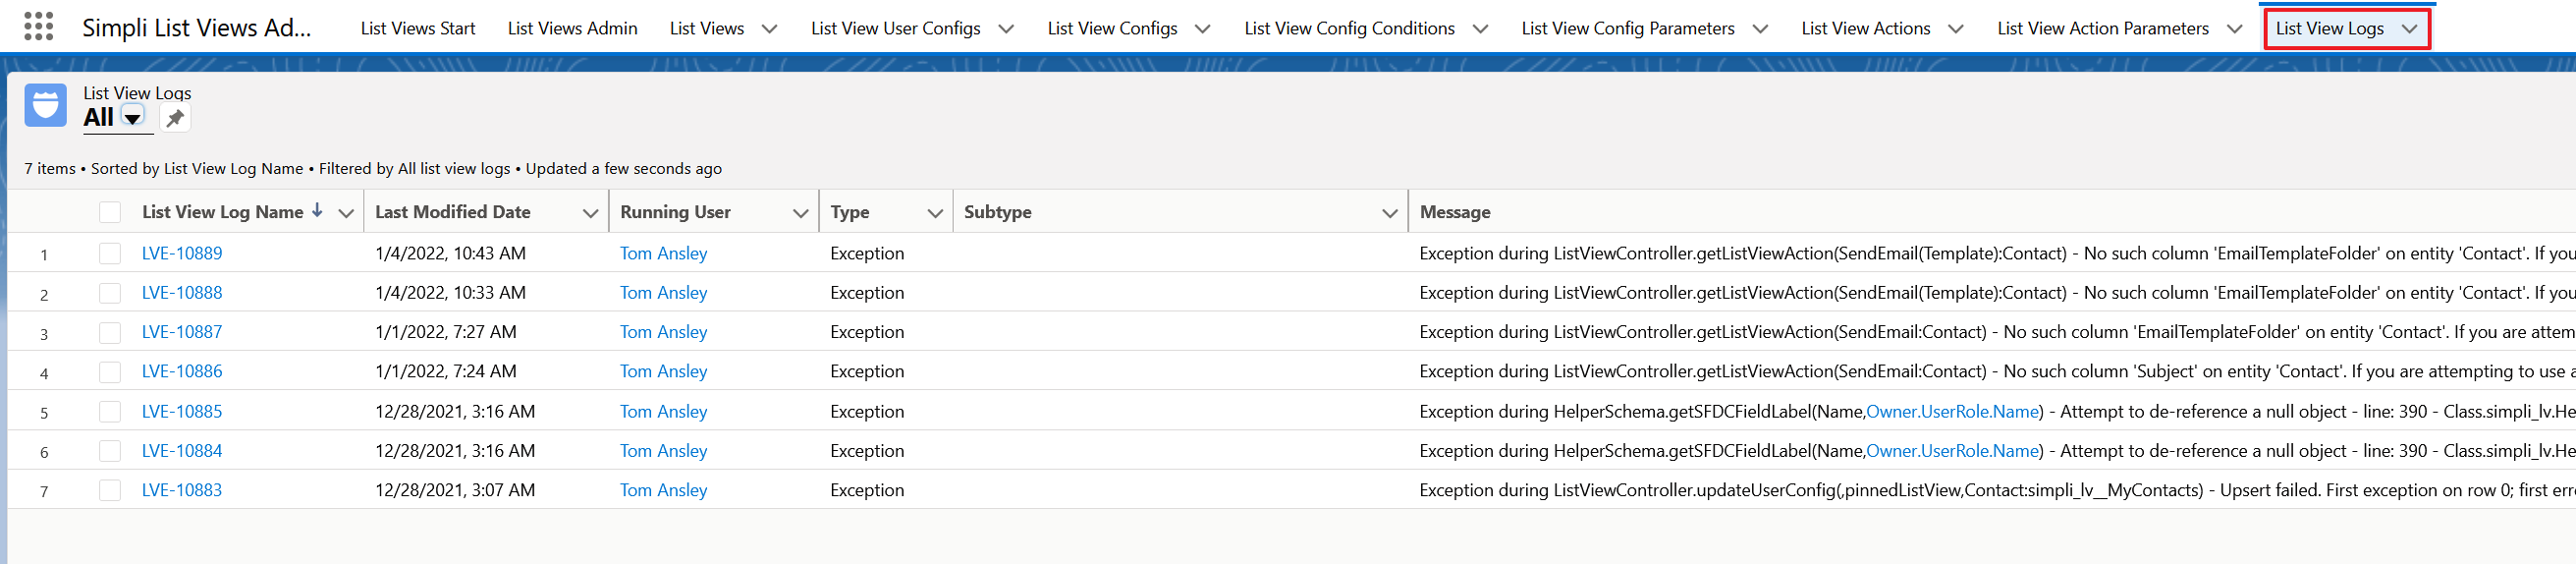 Simpli List Views Ad... List Views Start List Views Admin List Views List View User Configs List View Configs List View Config Conditions List View Config Parameters List View Actions List View Action Parameters List View Logs
List View Logs
All
7 items • Sorted by List View Log Name • Filtered by All list view logs • Updated a few seconds ago
List View Log Name Last Modified Date Running User Type Subtype Message
1 LVE-10889 1/4/2022, 10:43 AM Tom Ansley Exception Exception during ListViewController.getListViewAction(SendEmail(Template):Contact) - No such column 'EmailTemplateFolder' on entity 'Contact'. If you
2 LVE-10888 1/4/2022, 10:33 AM Tom Ansley Exception Exception during ListViewController.getListViewAction(SendEmail(Template):Contact) - No such column 'EmailTemplateFolder' on entity 'Contact'. If you
3 LVE-10887 1/1/2022, 7:27 AM Tom Ansley Exception Exception during ListViewController.getListViewAction(SendEmail:Contact) - No such column 'EmailTemplateFolder' on entity 'Contact'. If you are attem
4 LVE-10886 1/1/2022, 7:24 AM Tom Ansley Exception Exception during ListViewController.getListViewAction(SendEmail:Contact) - No such column 'Subject' on entity 'Contact'. If you are attempting to use a
5 LVE-10885 12/28/2021, 3:16 AM Tom Ansley Exception Exception during HelperSchema.getSFDCFieldLabel(Name,Owner.UserRole.Name) - Attempt to de-reference a null object - line: 390 - Class.simpli_lv.He
6 LVE-10884 12/28/2021, 3:16 AM Tom Ansley Exception Exception during HelperSchema.getSFDCFieldLabel(Name,Owner.UserRole.Name) - Attempt to de-reference a null object - line: 390 - Class.simpli_lv.He
7 LVE-10883 12/28/2021, 3:07 AM Tom Ansley Exception Exception during ListViewController.updateUserConfig(,pinnedListView,Contact:simpli_lv__MyContacts) - Upsert failed. First exception on row 0; first erro